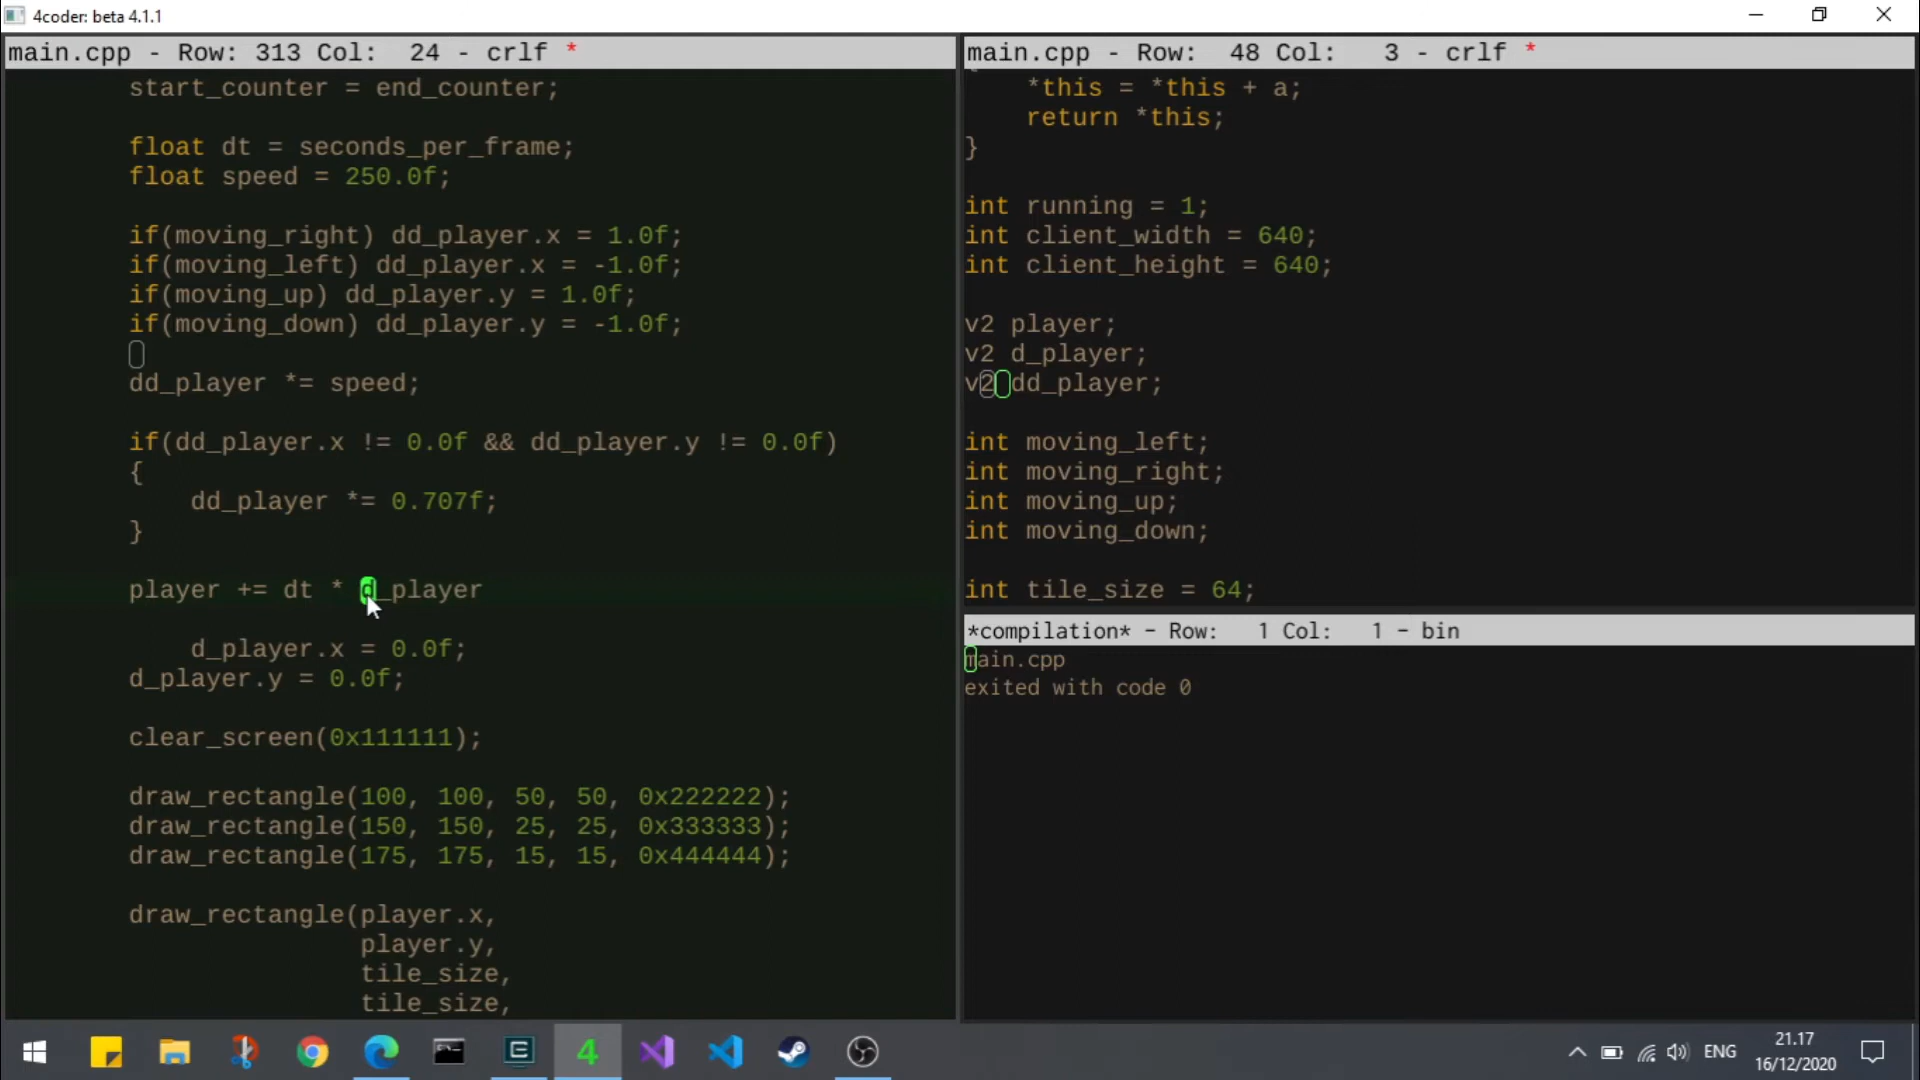 4coder: beta 4.1.1
main.cpp - Row: 313 Col: 24 - crlf *
start_counter = end_counter;
float dt = seconds_per_frame;
float speed = 250.0f;
if(moving_right) dd_player.x = 1.0f;
if(moving_left) dd_player.x = -1.0f;
if(moving_up) dd_player.y = 1.0f;
if(moving_down) dd_player.y = -1.0f;
dd_player *= speed;
if(dd_player.x != 0.0f && dd_player.y != 0.0f)
{
dd_player *= 0.707f;
}
player += dt * d_player
d_player.x = 0.0f;
d_player.y = 0.0f;
clear_screen(0x111111);
draw_rectangle(100, 100, 50, 50, 0x222222);
draw_rectangle(150, 150, 25, 25, 0x333333);
draw_rectangle(175, 175, 15, 15, 0x444444);
draw_rectangle(player.x,
player.y,
tile_size,
tile_size,
main.cpp - Row: 48 Col: 3 - crlf *
{
*this = *this + a;
return *this;
}
int running = 1;
int client_width = 640;
int client_height = 640;
v2 player;
v2 d_player;
v2 dd_player;
int moving_left;
int moving_right;
int moving_up;
int moving_down;
int tile_size = 64;
*compilation* - Row: 1 Col: 1 - bin
main.cpp
exited with code 0
4
ENG
21.17
16/12/2020